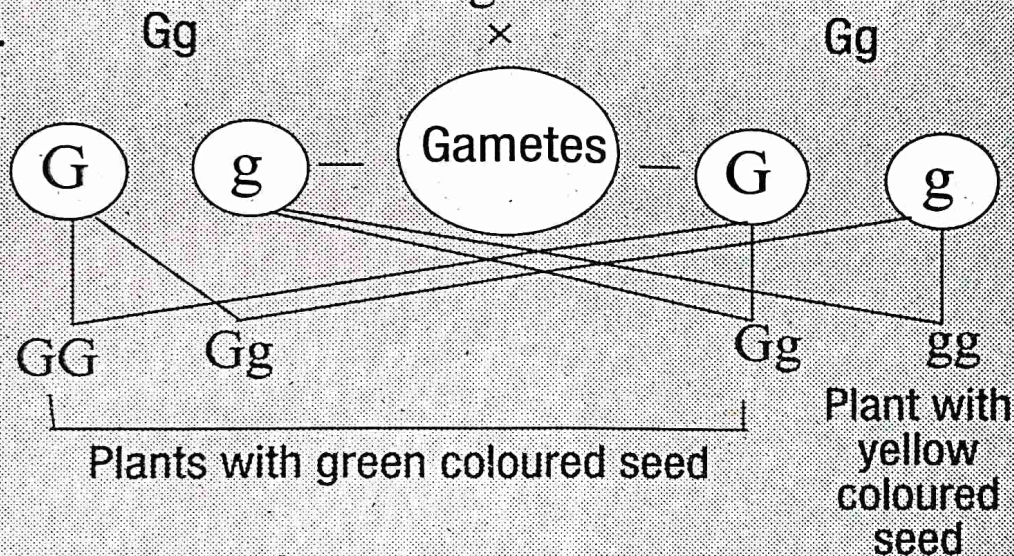 Gg × Gg
G g — Gametes — G g
GG Gg Gg gg
Plants with green coloured seed
Plant with
yellow
coloured
seed